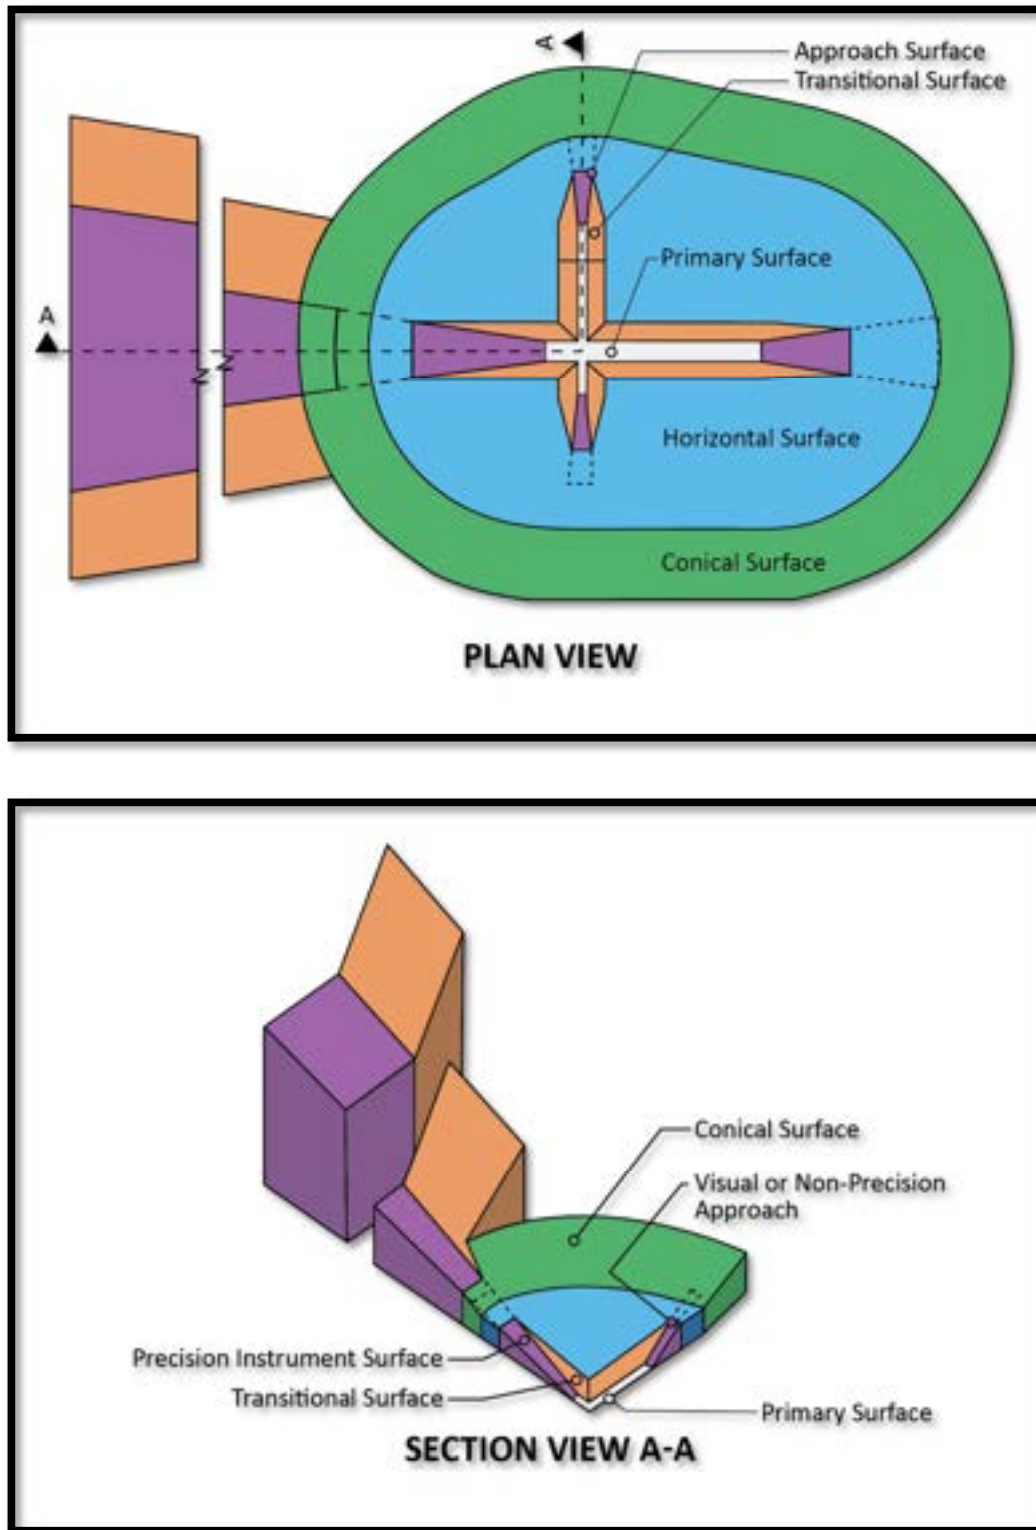 A
Approach Surface
Transitional Surface
Primary Surface
A
Horizontal Surface
Conical Surface
PLAN VIEW
Conical Surface
Visual or Non-Precision
Approach
Precision Instrument Surface
Transitional Surface
Primary Surface
SECTION VIEW A-A